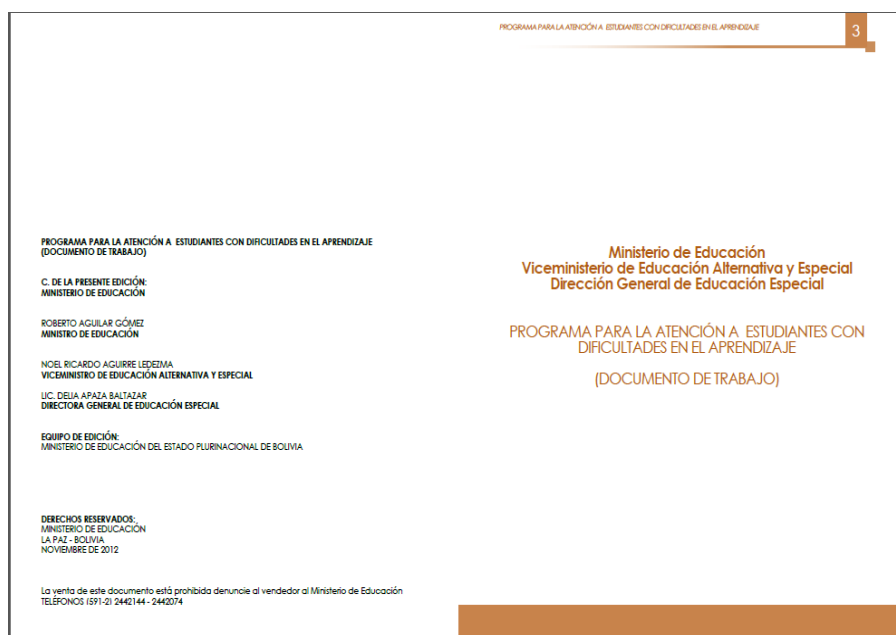 PROGRAMA PARA LA ATENCIÓN A ESTUDIANTES CON DIFICULTADES EN EL APRENDIZAJE
(DOCUMENTO DE TRABAJO)
C. DE LA PRESENTE EDICIÓN:
MINISTERIO DE EDUCACIÓN
ROBERTO AGUILAR GÓMEZ
MINISTRO DE EDUCACIÓN
NOEL RICARDO AGUIRRE LEDEZMA
VICEMINISTRO DE EDUCACIÓN ALTERNATIVA Y ESPECIAL
LIC. DELIA APAZA BALTAZAR
DIRECTORA GENERAL DE EDUCACIÓN ESPECIAL
EQUIPO DE EDICIÓN:
MINISTERIO DE EDUCACIÓN DEL ESTADO PLURINACIONAL DE BOLIVIA
DERECHOS RESERVADOS:
MINISTERIO DE EDUCACIÓN
LA PAZ - BOLIVIA
NOVIEMBRE DE 2012
La venta de este documento está prohibida denuncie al vendedor al Ministerio de Educación
TELÉFONOS (591-2) 2442144 - 2442074
PROGRAMA PARA LA ATENCIÓN A ESTUDIANTES CON DIFICULTADES EN EL APRENDIZAJE
3
Ministerio de Educación
Viceministerio de Educación Alternativa y Especial
Dirección General de Educación Especial
PROGRAMA PARA LA ATENCIÓN A ESTUDIANTES CON
DIFICULTADES EN EL APRENDIZAJE
(DOCUMENTO DE TRABAJO)